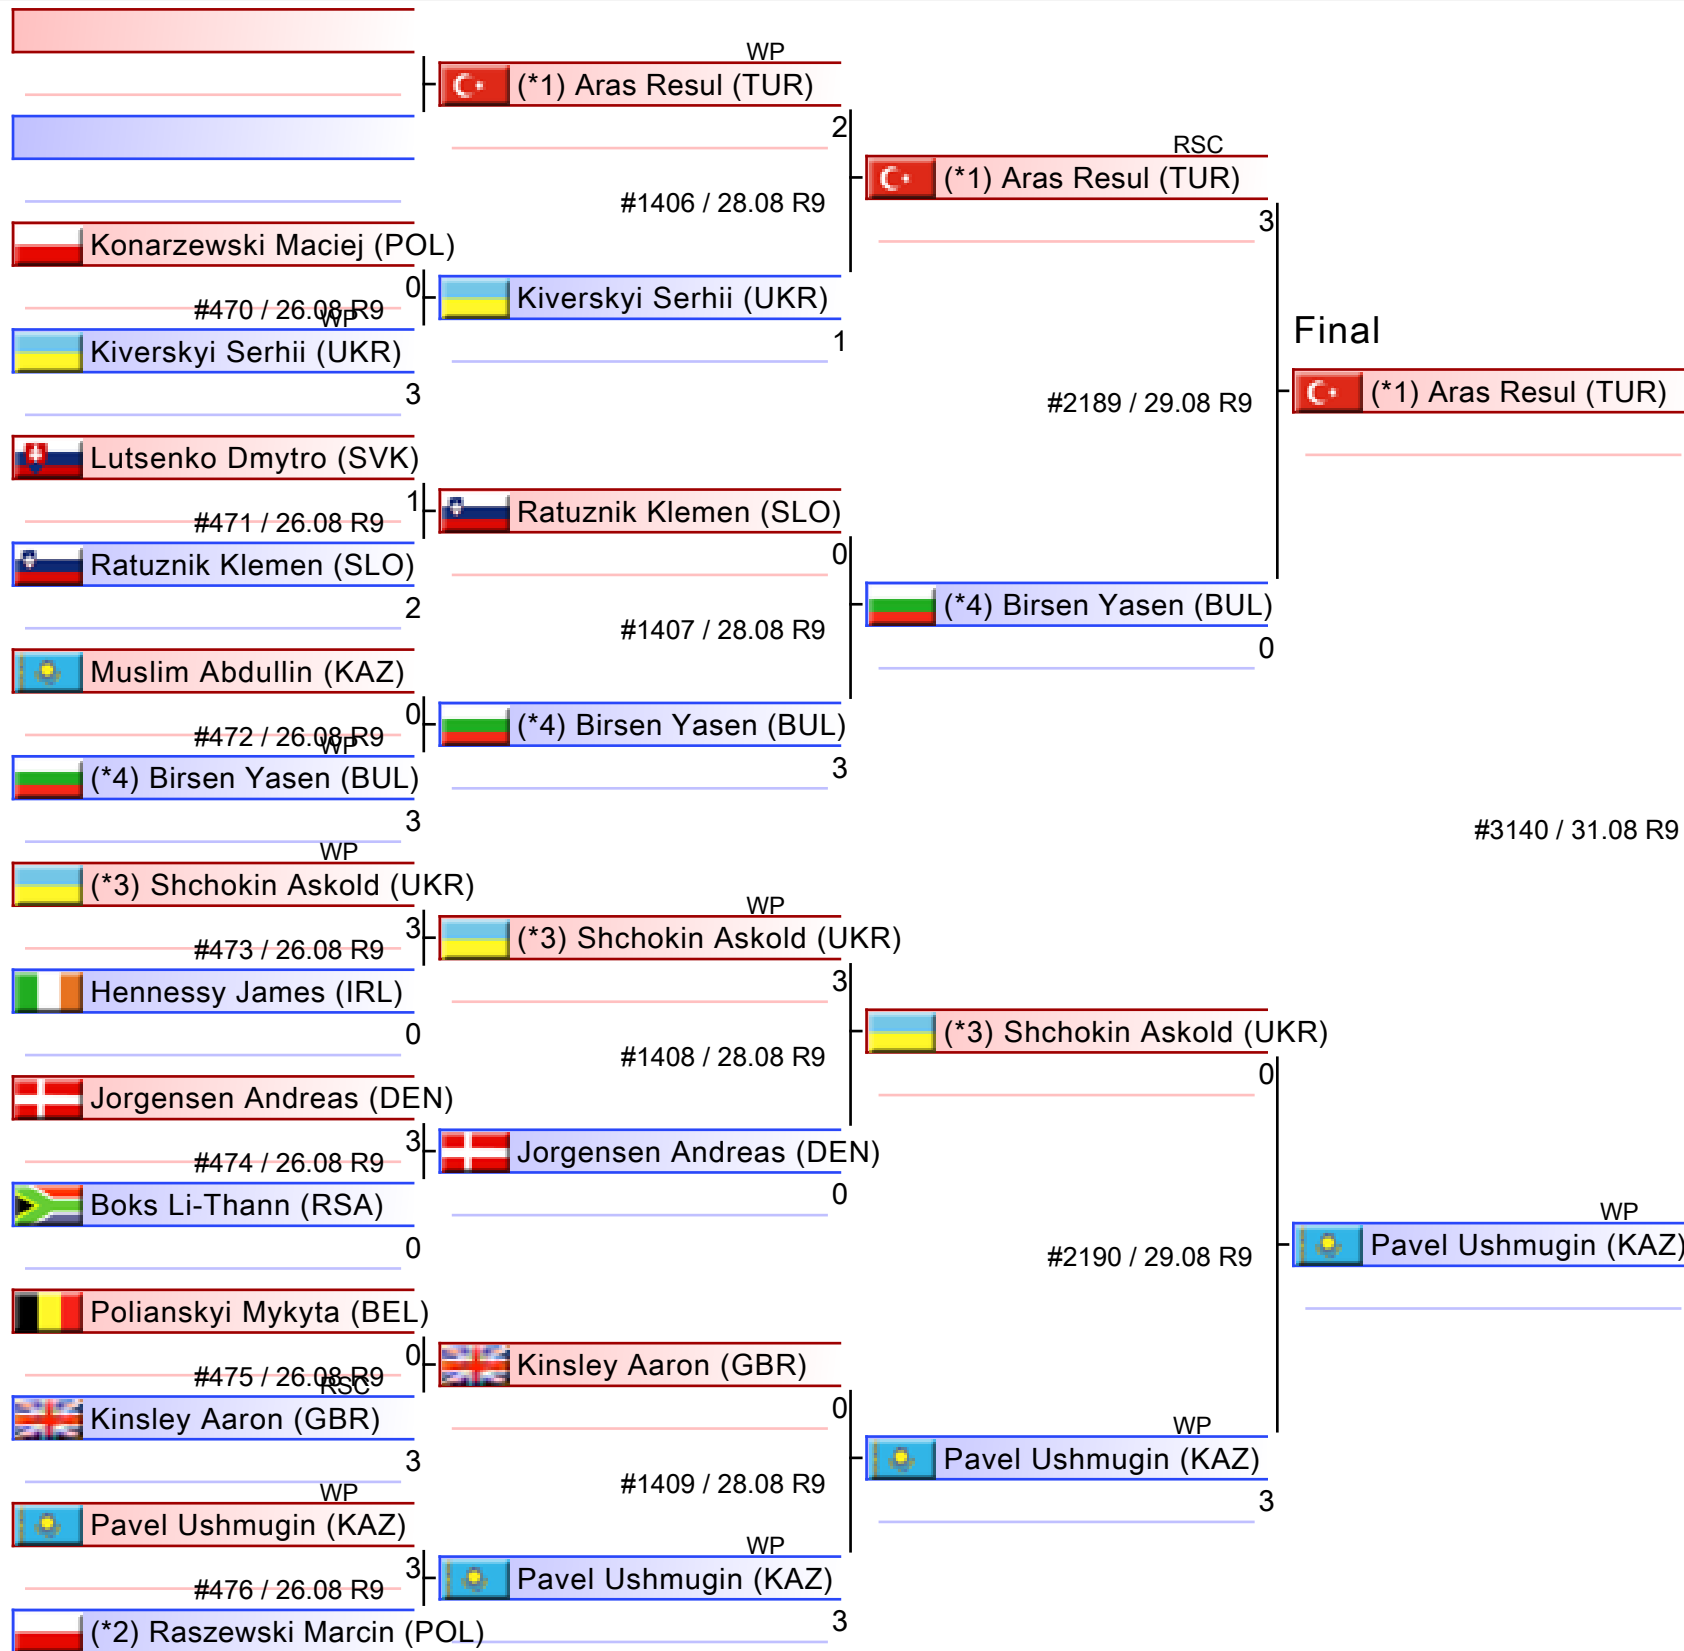 WP
(*1) Aras Resul (TUR)
2
RSC
(*1) Aras Resul (TUR)
#1406 / 28.08 R9
3
Konarzewski Maciej (POL)
0
#470 / 26.08 R9
Kiverskyi Serhii (UKR)
WP
Kiverskyi Serhii (UKR)
1
3
Final
(*1) Aras Resul (TUR)
#2189 / 29.08 R9
Lutsenko Dmytro (SVK)
1
#471 / 26.08 R9
Ratuznik Klemen (SLO)
0
Ratuznik Klemen (SLO)
2
#1407 / 28.08 R9
(*4) Birsen Yasen (BUL)
0
Muslim Abdullin (KAZ)
0
#472 / 26.08 R9
(*4) Birsen Yasen (BUL)
WP
(*4) Birsen Yasen (BUL)
3
3
#3140 / 31.08 R9
WP
(*3) Shchokin Askold (UKR)
3
#473 / 26.08 R9
WP
(*3) Shchokin Askold (UKR)
3
Hennessy James (IRL)
0
#1408 / 28.08 R9
(*3) Shchokin Askold (UKR)
0
Jorgensen Andreas (DEN)
3
#474 / 26.08 R9
Jorgensen Andreas (DEN)
0
Boks Li-Thann (RSA)
0
#2190 / 29.08 R9
WP
Pavel Ushmugin (KAZ)
Polianskyi Mykyta (BEL)
0
#475 / 26.08 R9
Kinsley Aaron (GBR)
0
RSC
Kinsley Aaron (GBR)
3
#1409 / 28.08 R9
WP
Pavel Ushmugin (KAZ)
3
WP
Pavel Ushmugin (KAZ)
3
#476 / 26.08 R9
WP
Pavel Ushmugin (KAZ)
3
(*2) Raszewski Marcin (POL)